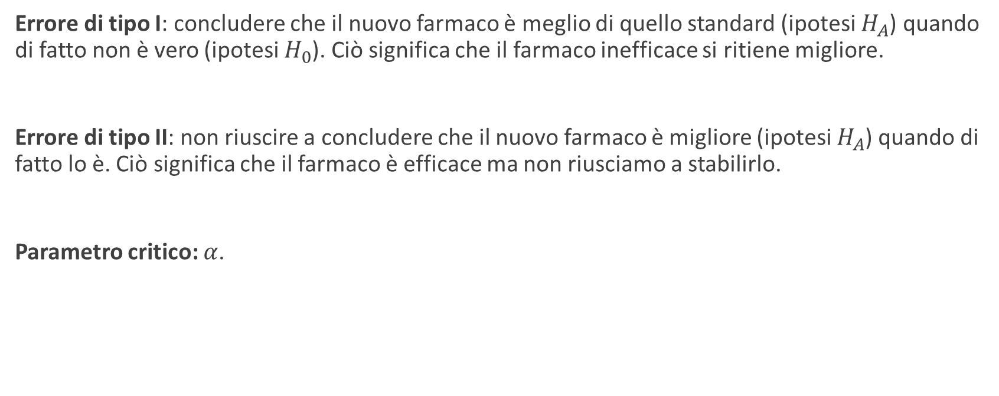 Errore di tipo I: concludere che il nuovo farmaco è meglio di quello standard (ipotesi H_A) quando
di fatto non è vero (ipotesi H_0). Ciò significa che il farmaco inefficace si ritiene migliore.
Errore di tipo II: non riuscire a concludere che il nuovo farmaco è migliore (ipotesi H_A) quando di
fatto lo è. Ciò significa che il farmaco è efficace ma non riusciamo a stabilirlo.
Parametro critico: α.